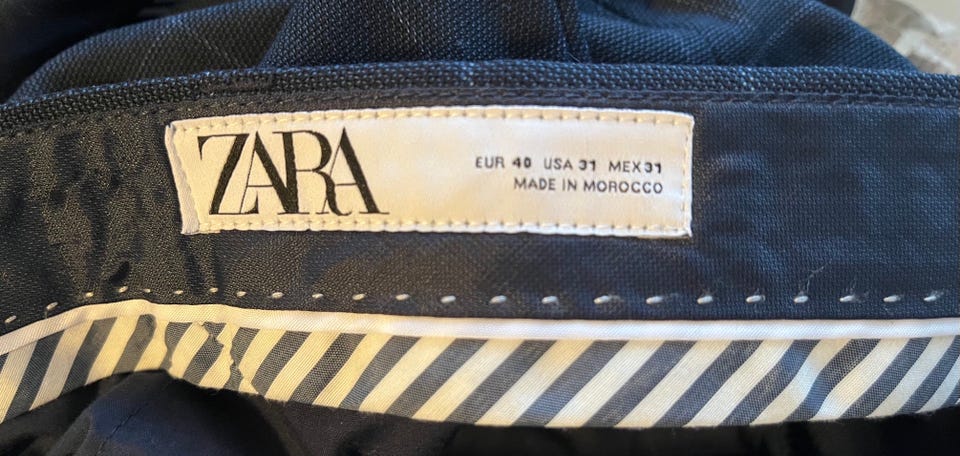 ZARA
EUR 40 USA 31 MEX 31
MADE IN MOROCCO